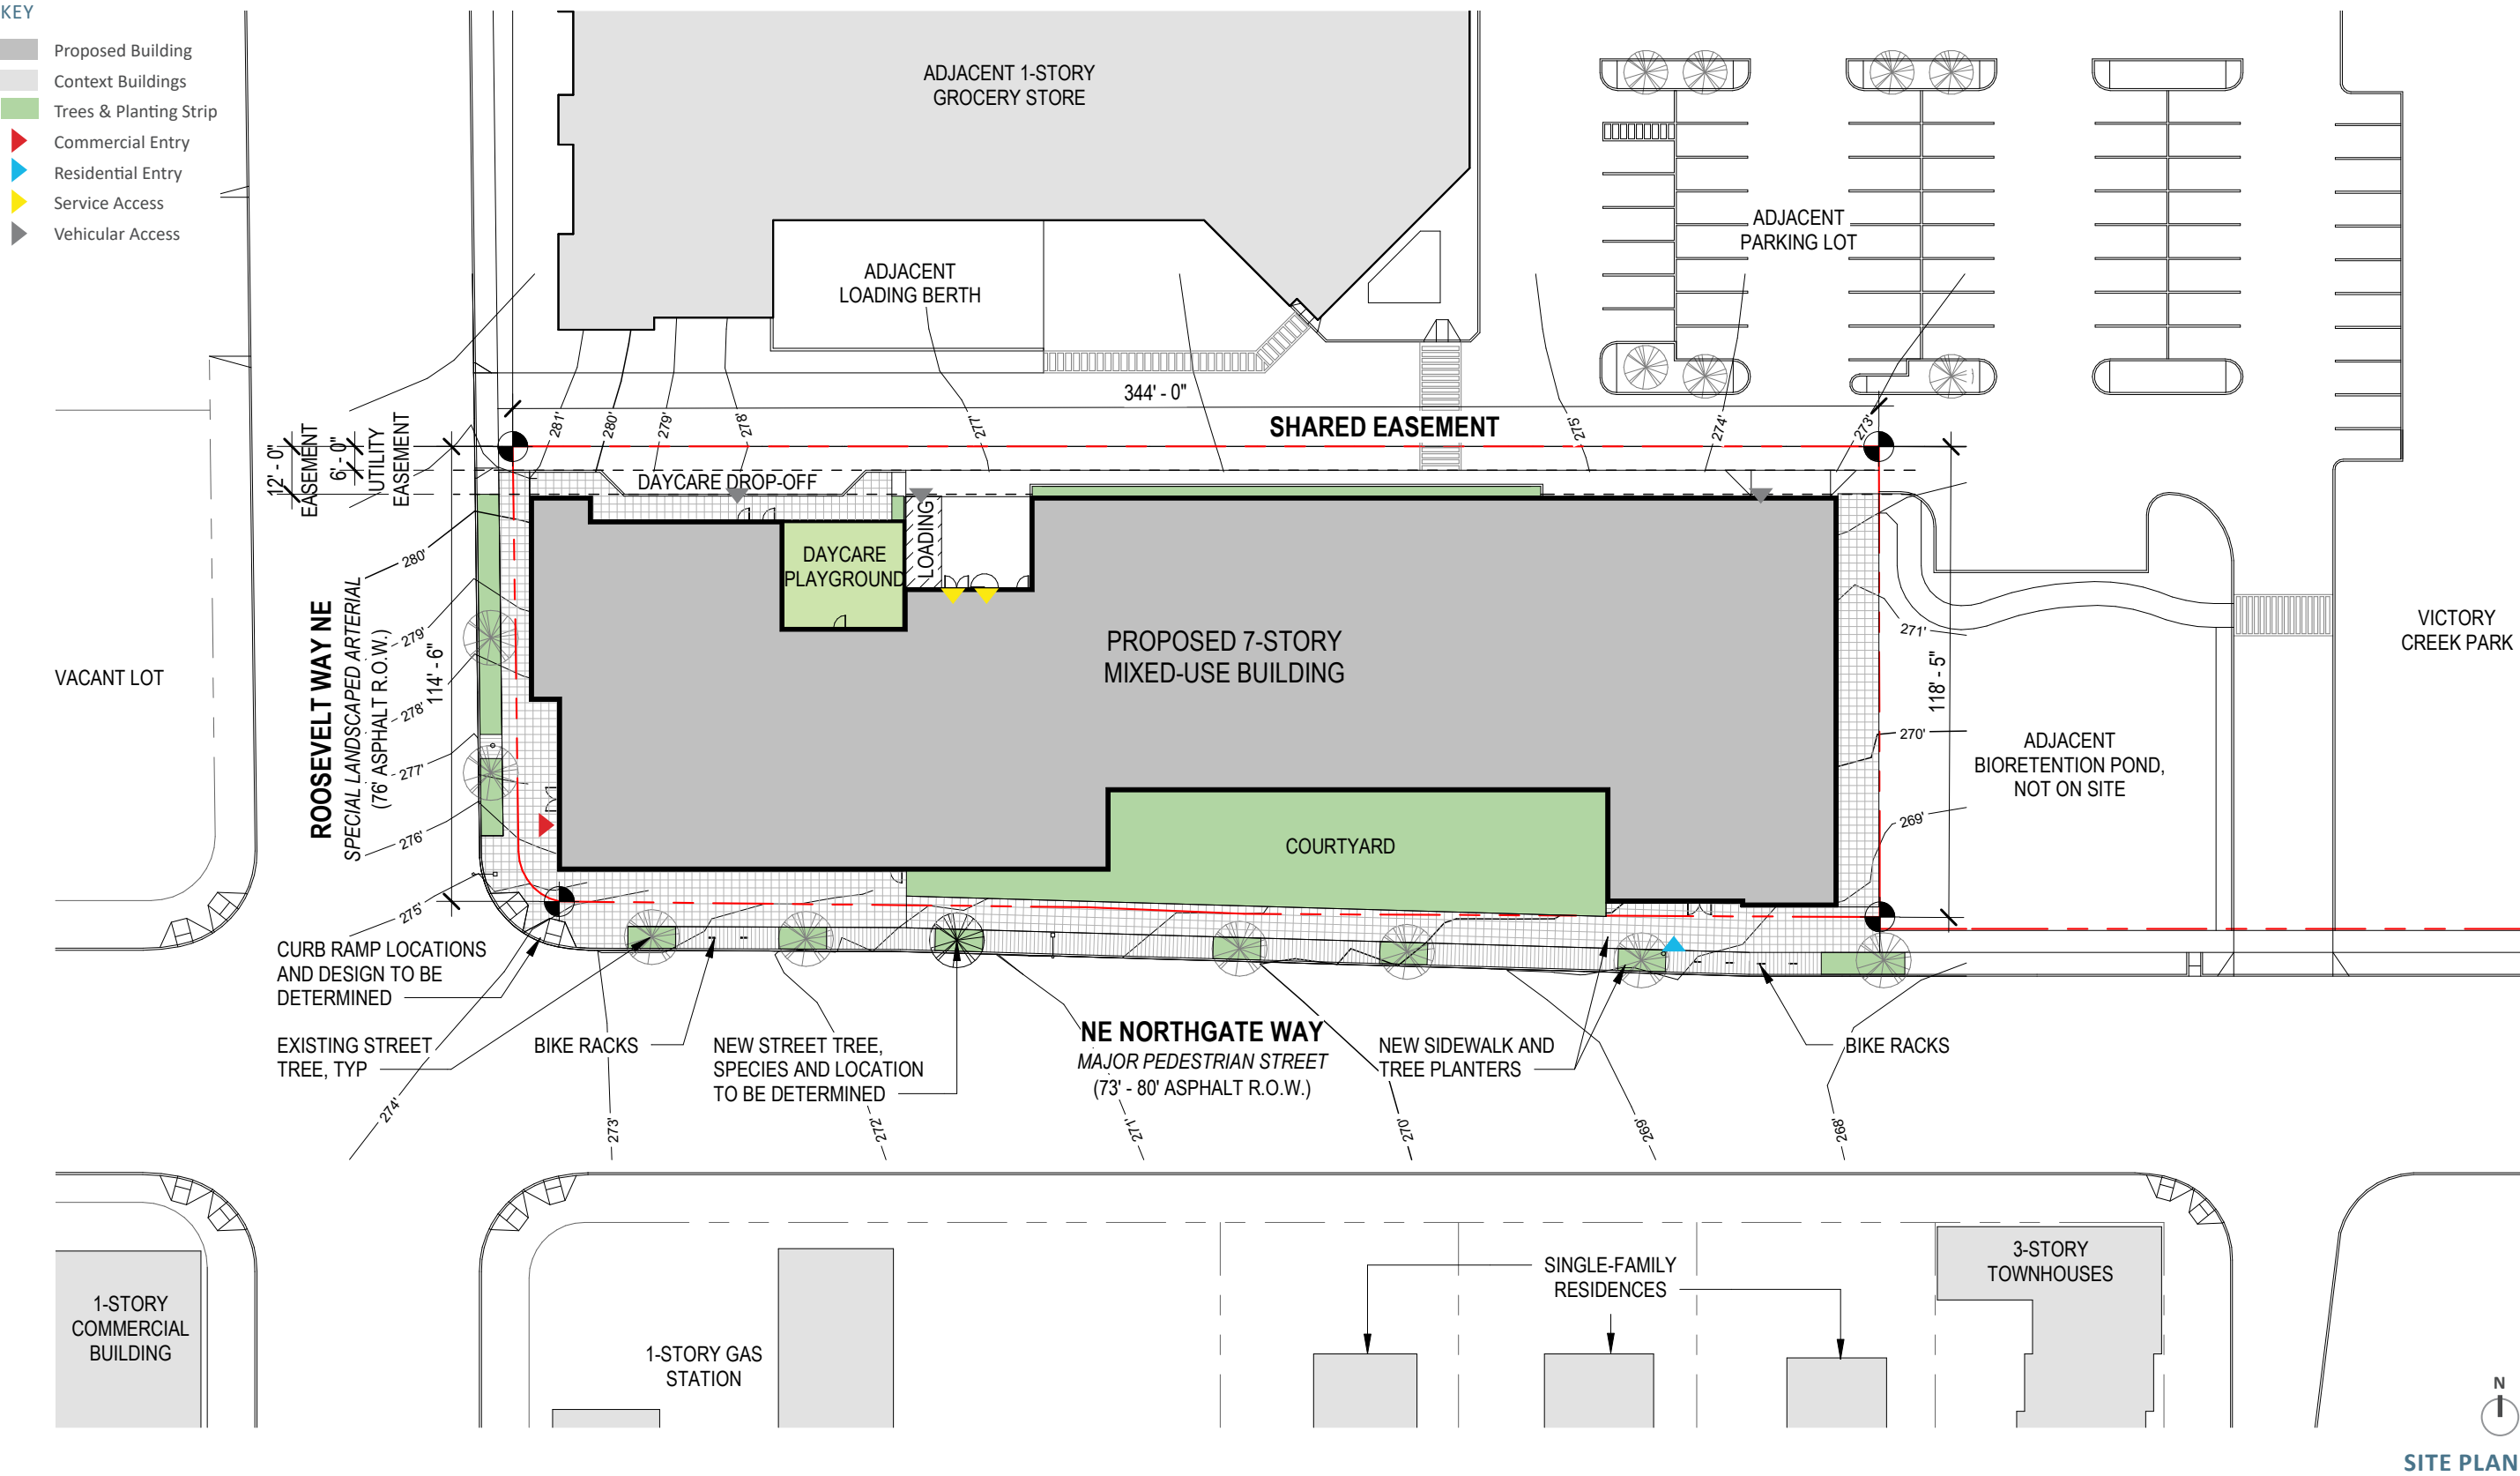 KEY
Proposed Building
Context Buildings
Trees & Planting Strip
Commercial Entry
Residential Entry
Service Access
Vehicular Access
ADJACENT 1-STORY
GROCERY STORE
ADJACENT
LOADING BERTH
ADJACENT
PARKING LOT
344' - 0"
SHARED EASEMENT
281'
280'
279'
278'
277'
275'
274'
273'
12' - 0"
EASEMENT
6' - 0"
UTILITY
EASEMENT
DAYCARE DROP-OFF
DAYCARE
PLAYGROUND
LOADING
PROPOSED 7-STORY
MIXED-USE BUILDING
COURTYARD
VACANT LOT
ROOSEVELT WAY NE
SPECIAL LANDSCAPED ARTERIAL
(76' ASPHALT R.O.W.)
114' - 6"
280'
279'
278'
277'
276'
275'
118' - 5"
271'
270'
269'
VICTORY
CREEK PARK
ADJACENT
BIORETENTION POND,
NOT ON SITE
CURB RAMP LOCATIONS
AND DESIGN TO BE
DETERMINED
EXISTING STREET
TREE, TYP
BIKE RACKS
NEW STREET TREE,
SPECIES AND LOCATION
TO BE DETERMINED
NE NORTHGATE WAY
MAJOR PEDESTRIAN STREET
(73' - 80' ASPHALT R.O.W.)
NEW SIDEWALK AND
TREE PLANTERS
BIKE RACKS
274'
273'
272'
271'
270'
269'
268'
1-STORY
COMMERCIAL
BUILDING
1-STORY GAS
STATION
SINGLE-FAMILY
RESIDENCES
3-STORY
TOWNHOUSES
N
SITE PLAN